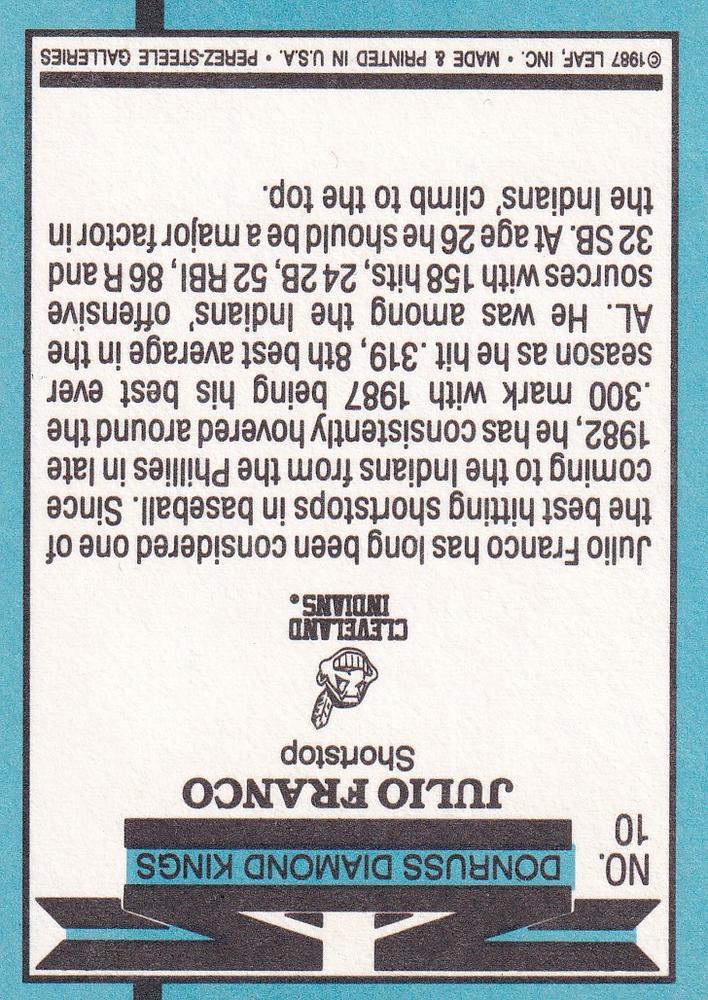 NO.
10
DONRUSS DIAMOND KINGS
JULIO FRANCO
Shortstop
CLEVELAND
INDIANS®
Julio Franco has long been considered one of
the best hitting shortstops in baseball. Since
coming to the Indians from the Phillies in late
1982, he has consistently hovered around the
.300 mark with 1987 being his best ever
season as he hit .319, 8th best average in the
AL. He was among the Indians' offensive
sources with 158 hits, 24 2B, 52 RBI, 86 R and
32 SB. At age 26 he should be a major factor in
the Indians' climb to the top.
©1987 LEAF, INC. • MADE & PRINTED IN U.S.A. • PEREZ-STEELE GALLERIES